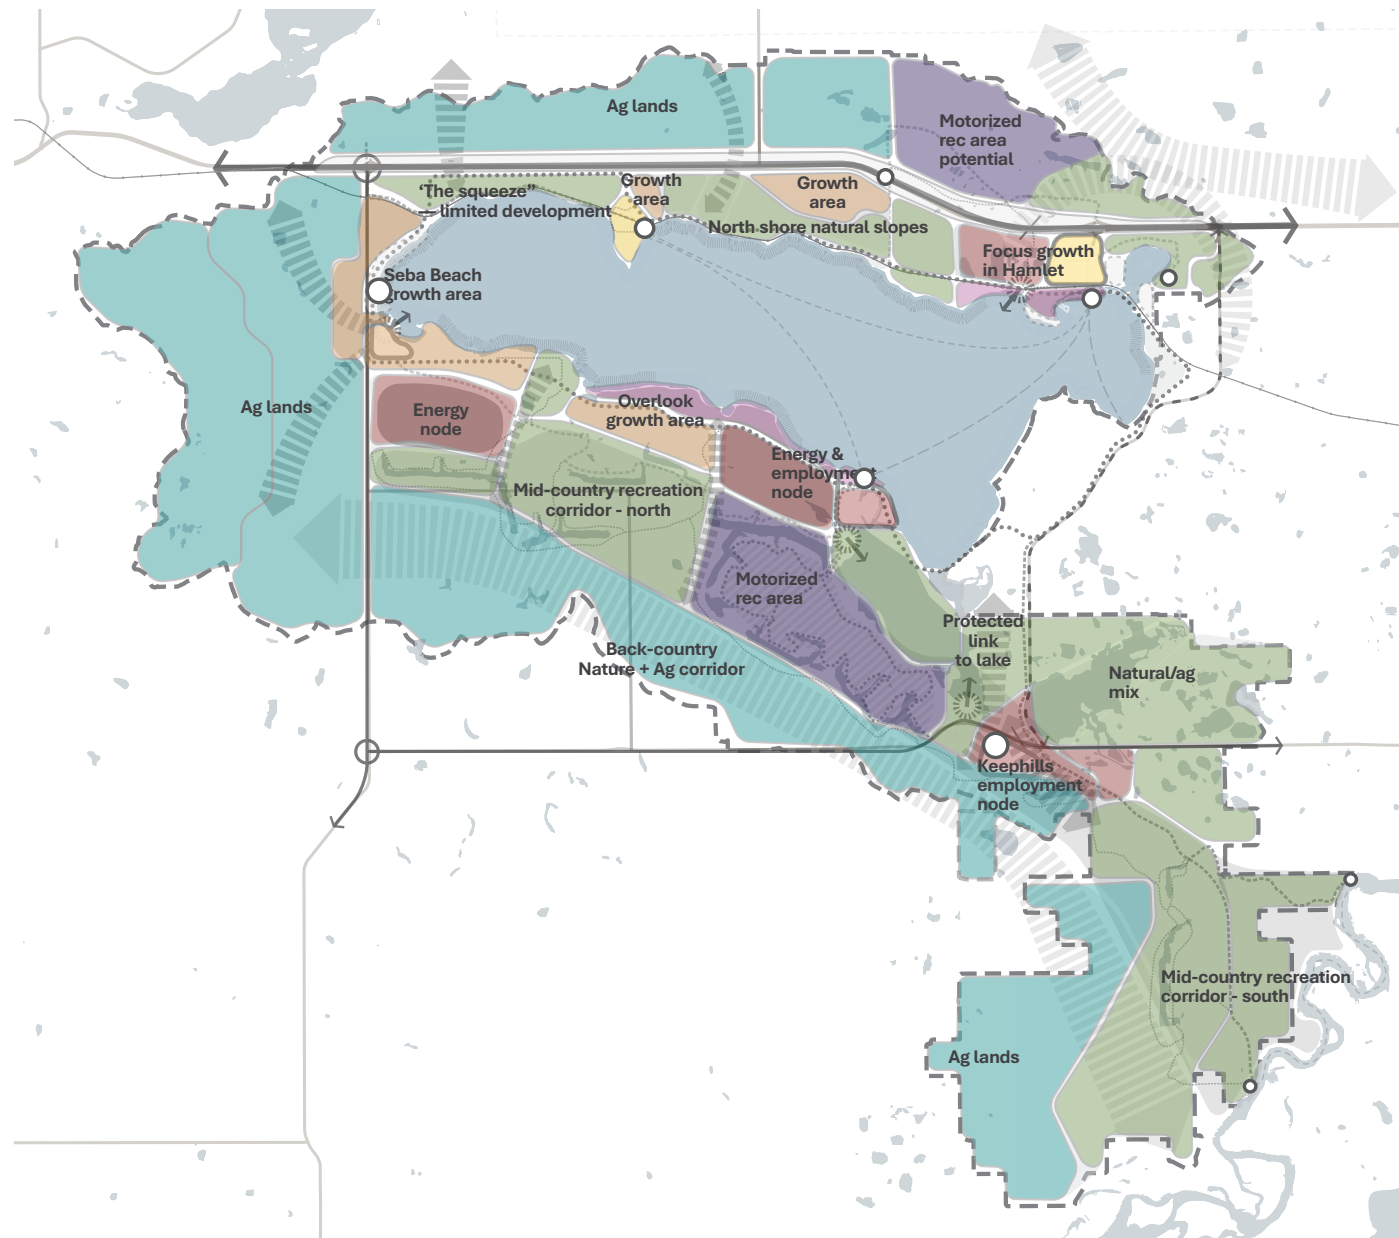 Ag lands
Motorized
rec area
potential
‘The squeeze”
— limited development
Growth
area
Growth
area
North shore natural slopes
Focus growth
in Hamlet
Seba Beach
growth area
Ag lands
Energy
node
Overlook
growth area
Energy &
employment
node
Mid-country recreation
corridor - north
Motorized
rec area
Protected
link
to lake
Back-country
Nature + Ag corridor
Natural/ag
mix
Keephills
employment
node
Mid-country recreation
corridor - south
Ag lands